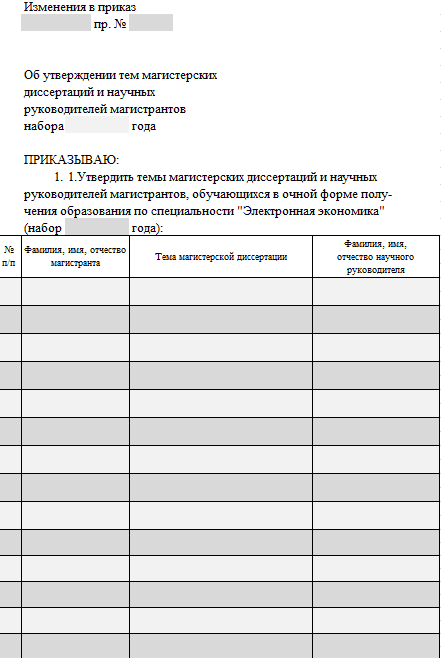 Изменения в приказ
пр. №
Об утверждении тем магистерских
диссертаций и научных
руководителей магистрантов
набора года
ПРИКАЗЫВАЮ:
1. 1.Утвердить темы магистерских диссертаций и научных
руководителей магистрантов, обучающихся в очной форме полу-
чения образования по специальности "Электронная экономика"
(набор года):
№
п/п
Фамилия, имя, отчество
магистранта
Тема магистерской диссертации
Фамилия, имя,
отчество научного
руководителя